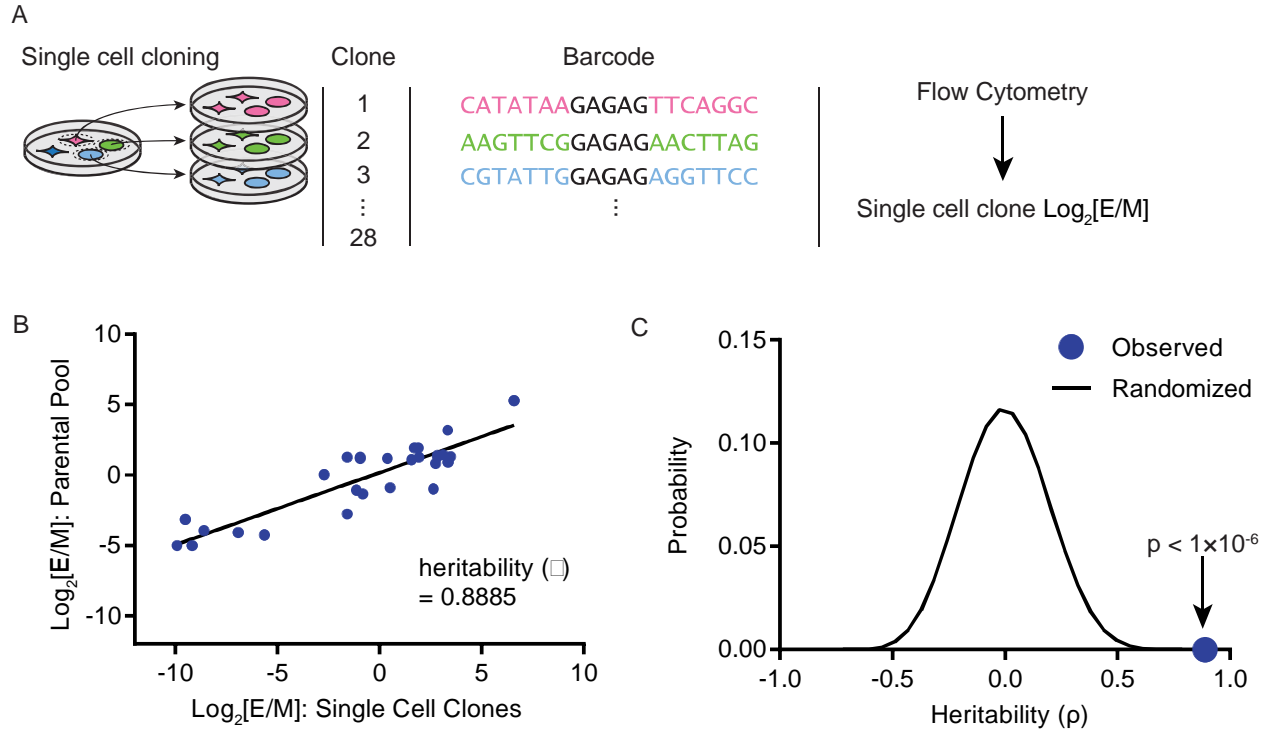 A
Single cell cloning
Clone
Barcode
1
CATATAAGAGAGTTCAGGC
2
AAGTTCGGAGAGAACTTAG
3
CGTATTGGAGAGAGGTTCC
⋮
⋮
28
Flow Cytometry
Single cell clone Log₂[E/M]
B
Log₂[E/M]: Parental Pool
10
5
0
-5
-10
heritability (□)
= 0.8885
-10
-5
0
5
10
Log₂[E/M]: Single Cell Clones
C
Observed
Randomized
Probability
0.15
0.10
0.05
0.00
p < 1×10⁻⁶
-1.0
-0.5
0.0
0.5
1.0
Heritability (ρ)